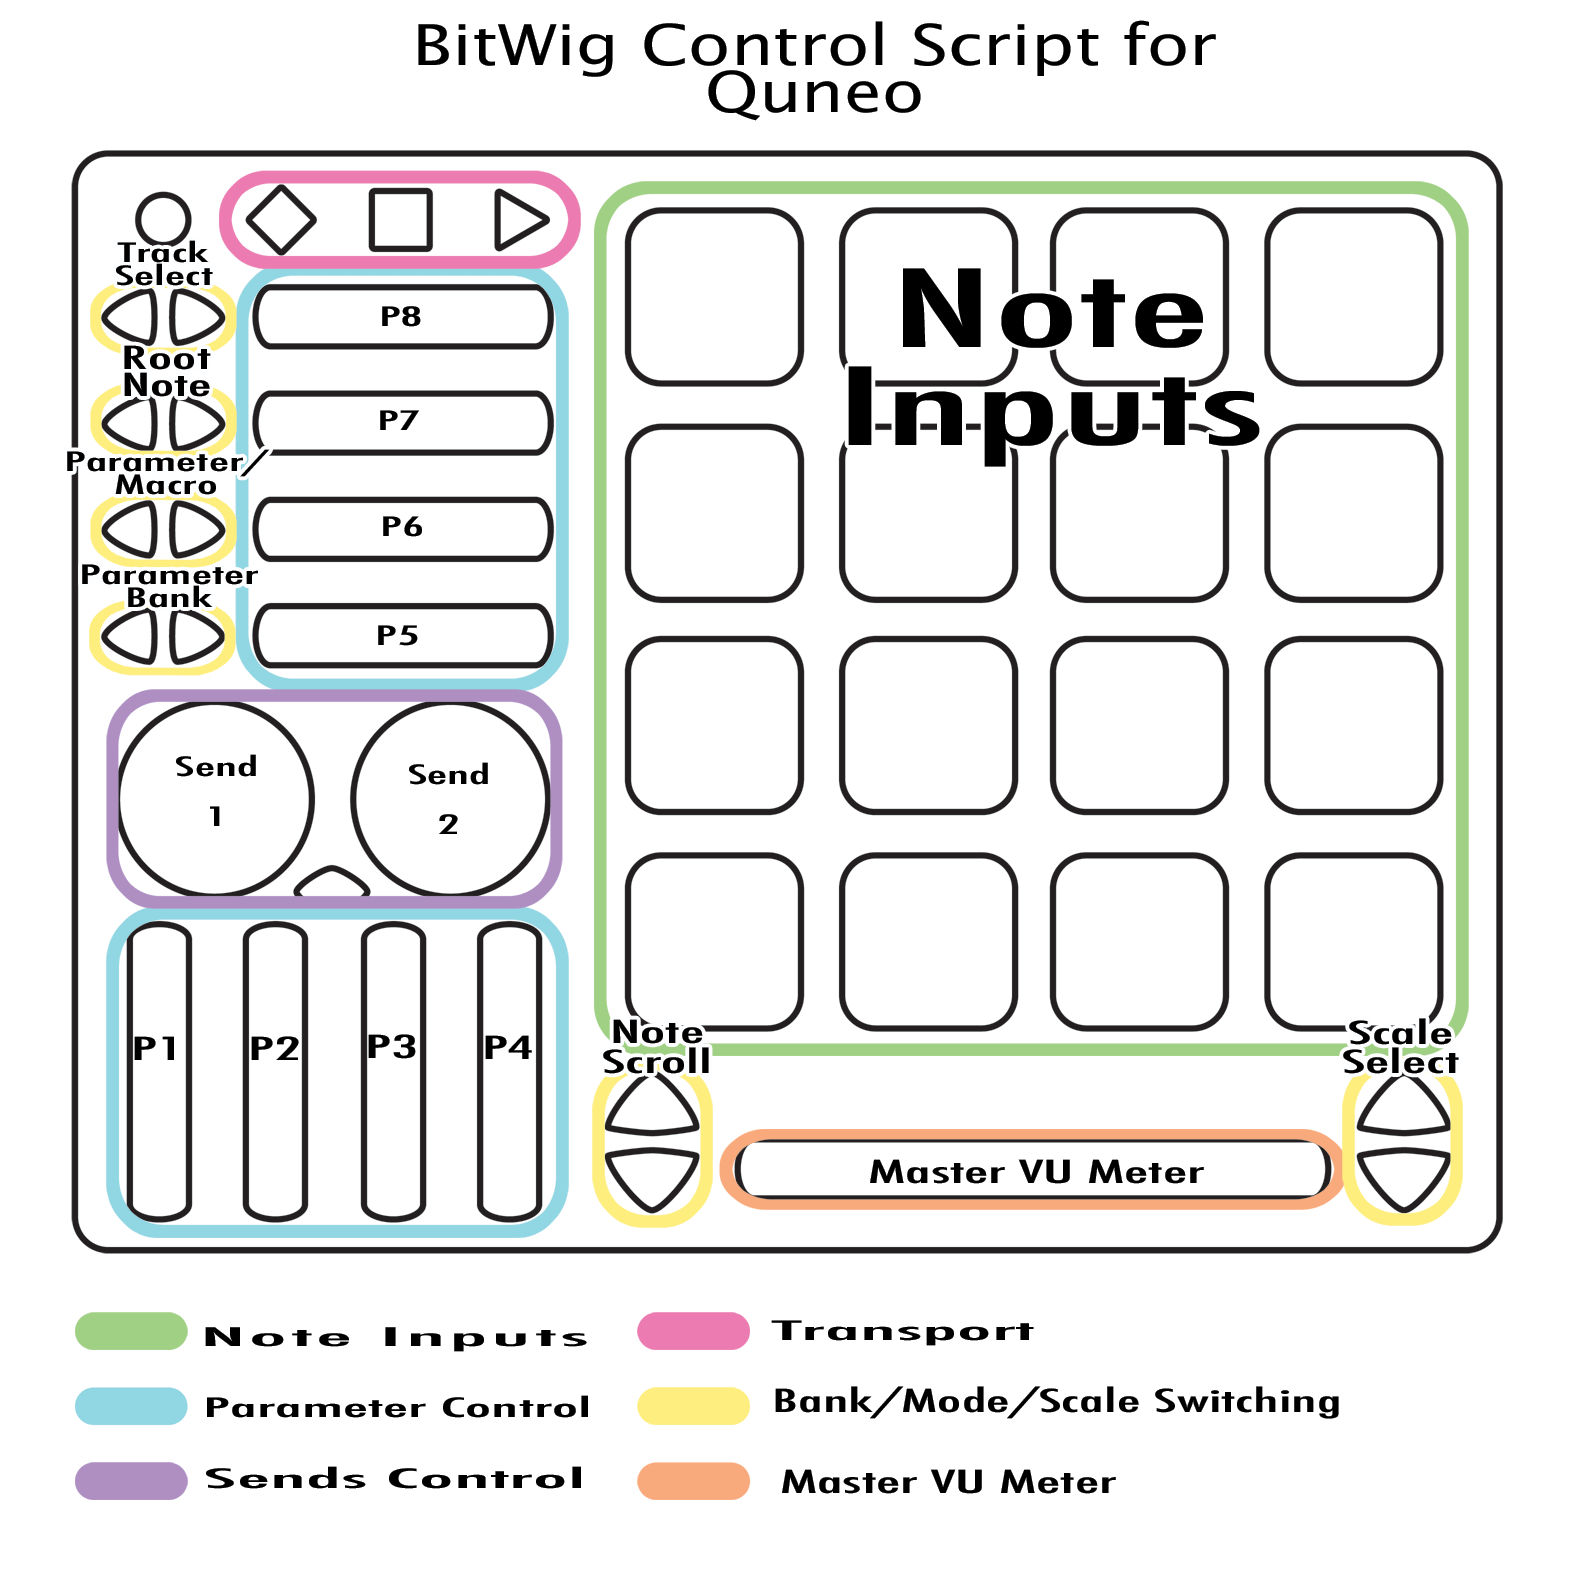 BitWig Control Script for
Quneo
Track
Select
P8
Root
Note
P7
Parameter/
Macro
P6
Parameter
Bank
P5
Note
Inputs
Send
1
Send
2
P1
P2
P3
P4
Note
Scroll
Scale
Select
Master VU Meter
Note Inputs
Transport
Parameter Control
Bank/Mode/Scale Switching
Sends Control
Master VU Meter